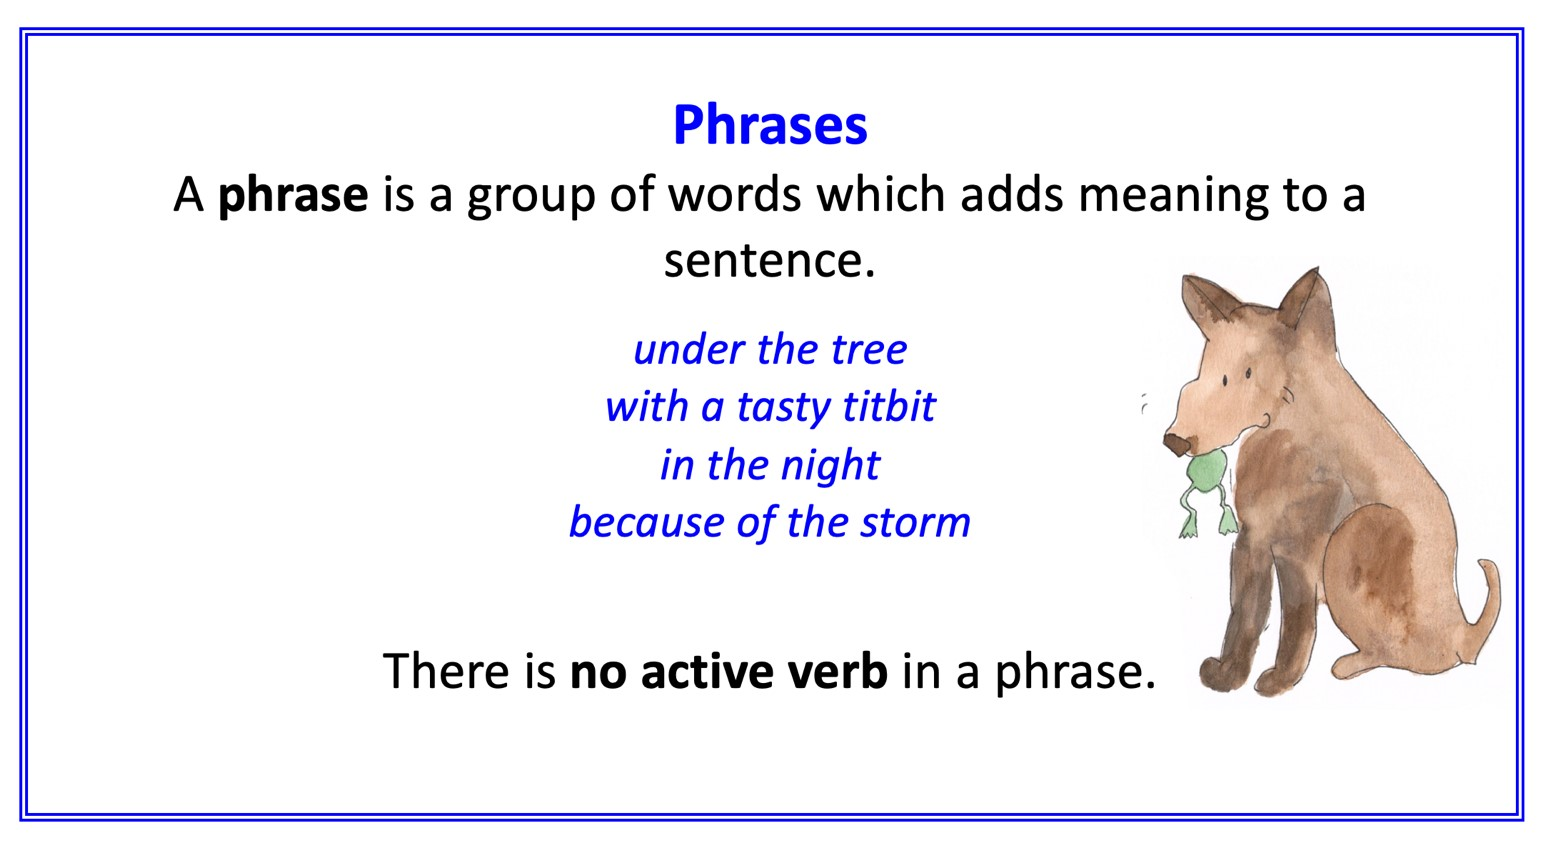 Phrases
A phrase is a group of words which adds meaning to a
sentence.
under the tree
with a tasty titbit
in the night
because of the storm
There is no active verb in a phrase.